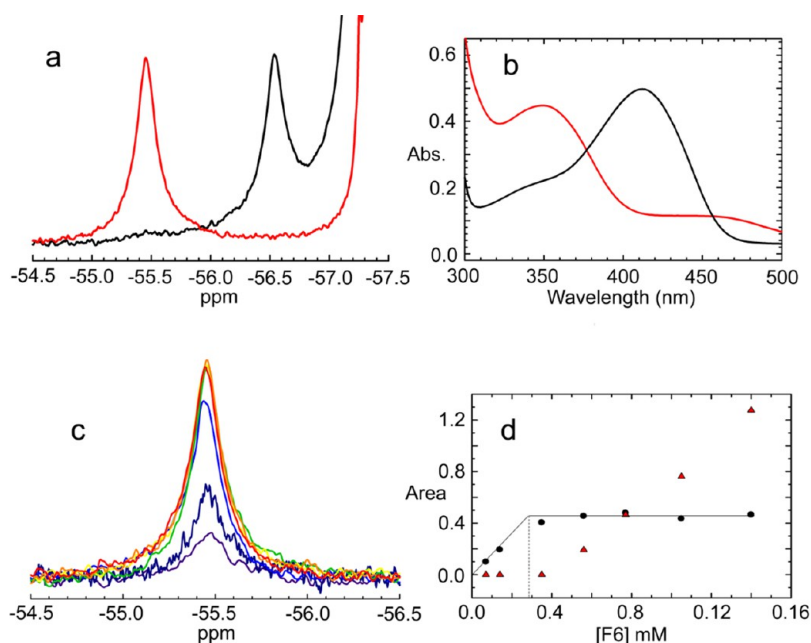 a
-54.5 -55.0 -55.5 -56.0 -56.5 -57.0 -57.5
ppm
b
0.6
0.4
Abs.
0.2
0.0
300 350 400 450 500
Wavelength (nm)
c
-54.5 -55.0 -55.5 -56.0 -56.5
ppm
d
1.2
0.8
Area
0.4
0.0
0.00 0.04 0.08 0.12 0.16
[F6] mM